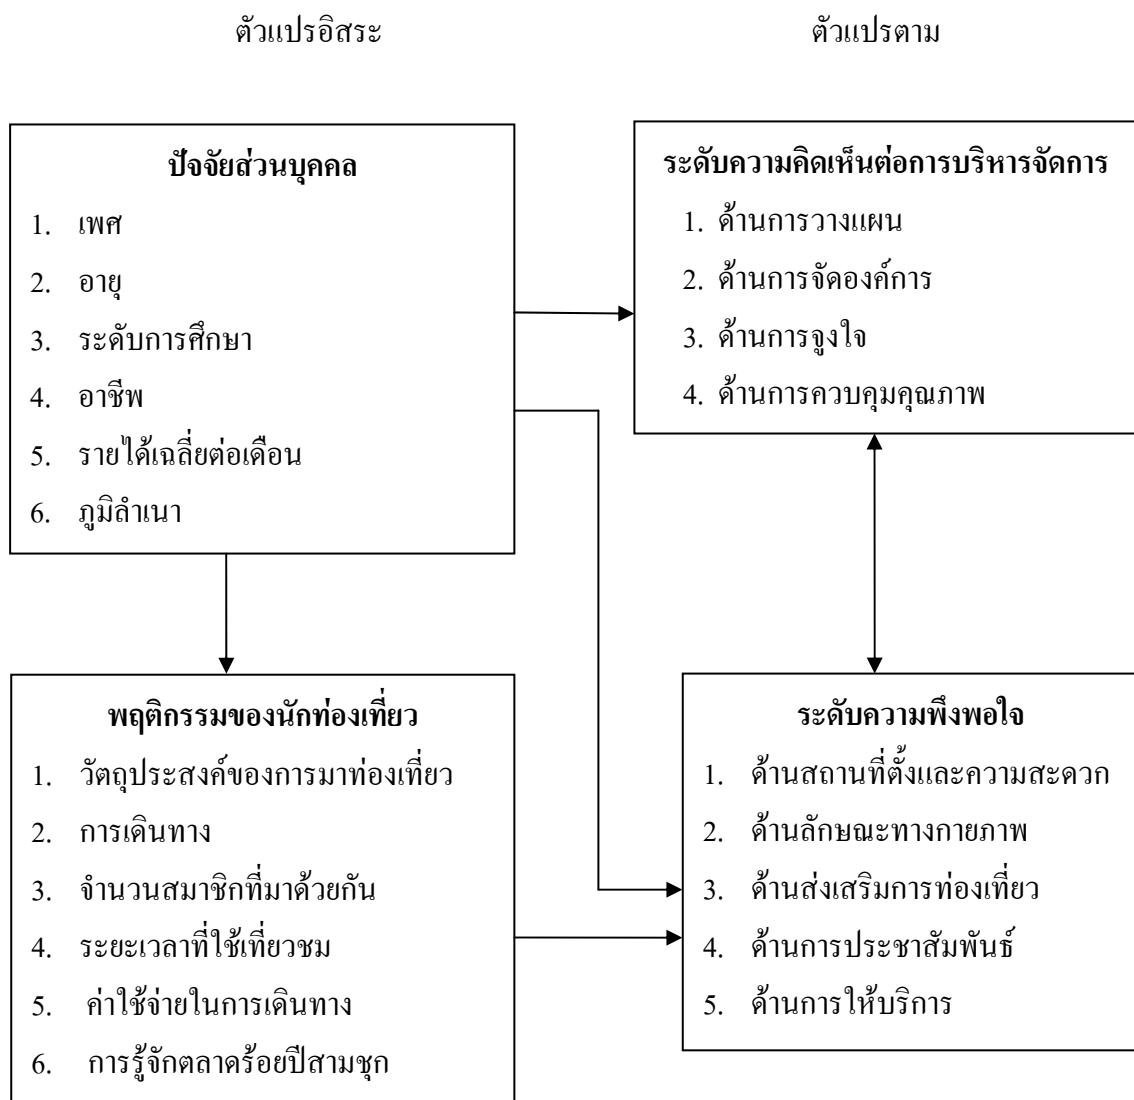 ตัวแปรอิสระ
ตัวแปรตาม
ปัจจัยส่วนบุคคล
1. เพศ
2. อายุ
3. ระดับการศึกษา
4. อาชีพ
5. รายได้เฉลี่ยต่อเดือน
6. ภูมิลำเนา
ระดับความคิดเห็นต่อการบริหารจัดการ
1. ด้านการวางแผน
2. ด้านการจัดองค์การ
3. ด้านการจูงใจ
4. ด้านการควบคุมคุณภาพ
พฤติกรรมของนักท่องเที่ยว
1. วัตถุประสงค์ของการมาท่องเที่ยว
2. การเดินทาง
3. จำนวนสมาชิกที่มาด้วยกัน
4. ระยะเวลาที่ใช้เที่ยวชม
5. ค่าใช้จ่ายในการเดินทาง
6. การรู้จักตลาดร้อยปีสามชุก
ระดับความพึงพอใจ
1. ด้านสถานที่ตั้งและความสะดวก
2. ด้านลักษณะทางกายภาพ
3. ด้านส่งเสริมการท่องเที่ยว
4. ด้านการประชาสัมพันธ์
5. ด้านการให้บริการ